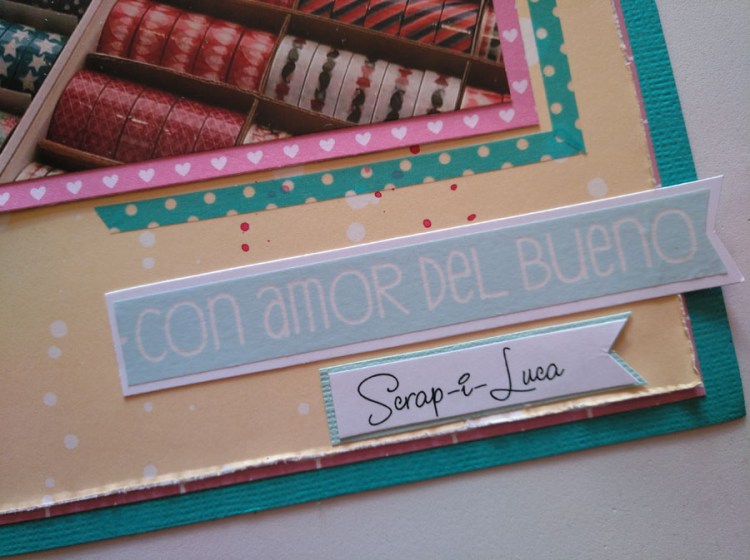 con amor del bueno
Scrap-i-Luca